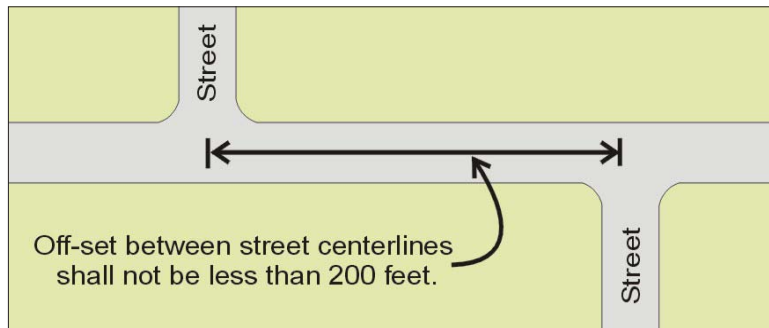 Street
Off-set between street centerlines
shall not be less than 200 feet.
Street